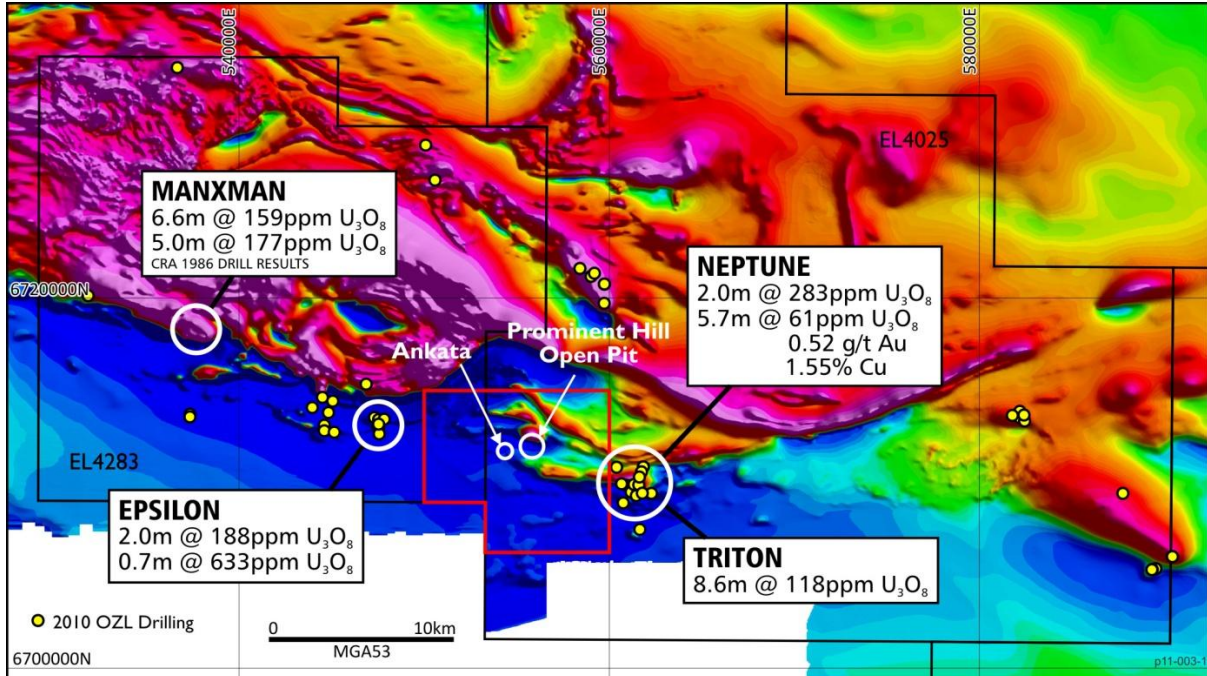 540000E
560000E
580000E
EL4025
MANXMAN
6.6m @ 159ppm U₃O₈
5.0m @ 177ppm U₃O₈
CRA 1986 DRILL RESULTS
NEPTUNE
2.0m @ 283ppm U₃O₈
5.7m @ 61ppm U₃O₈
0.52 g/t Au
1.55% Cu
6720000N
Prominent Hill
Open Pit
Ankata
EL4283
EPSILON
2.0m @ 188ppm U₃O₈
0.7m @ 633ppm U₃O₈
TRITON
8.6m @ 118ppm U₃O₈
2010 OZL Drilling
0 10km
MGA53
6700000N
p11-003-1